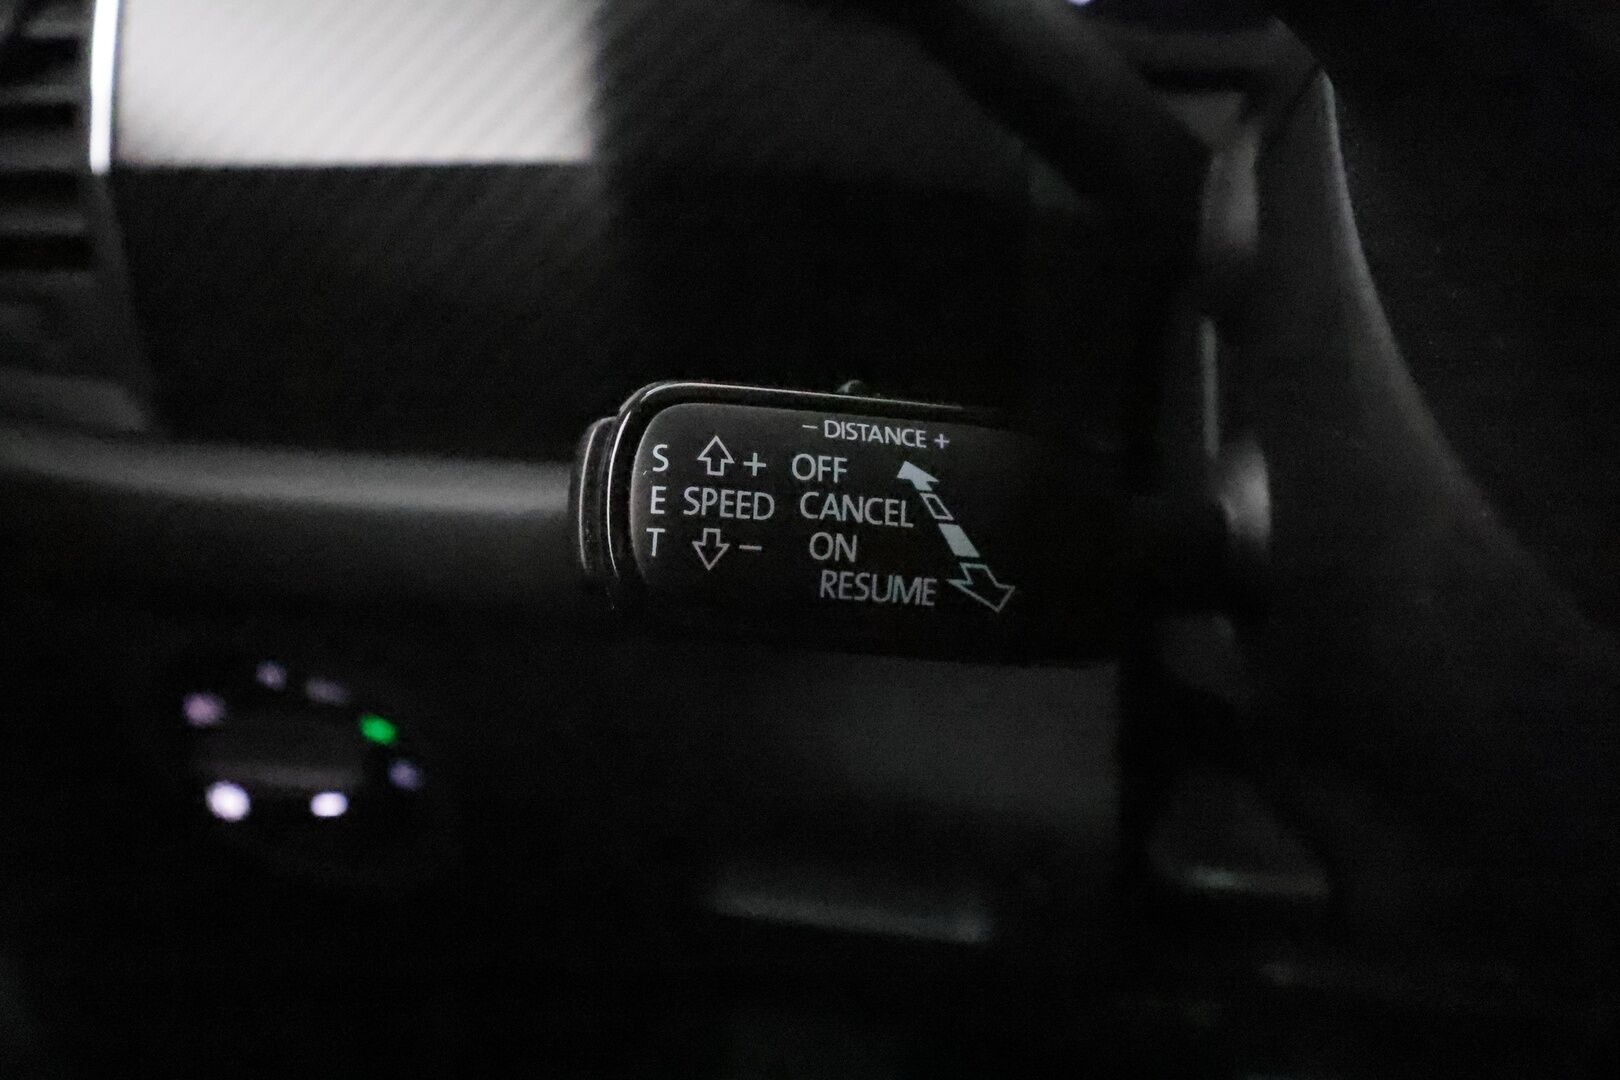 − DISTANCE +
S + OFF
E SPEED CANCEL
T − ON
RESUME